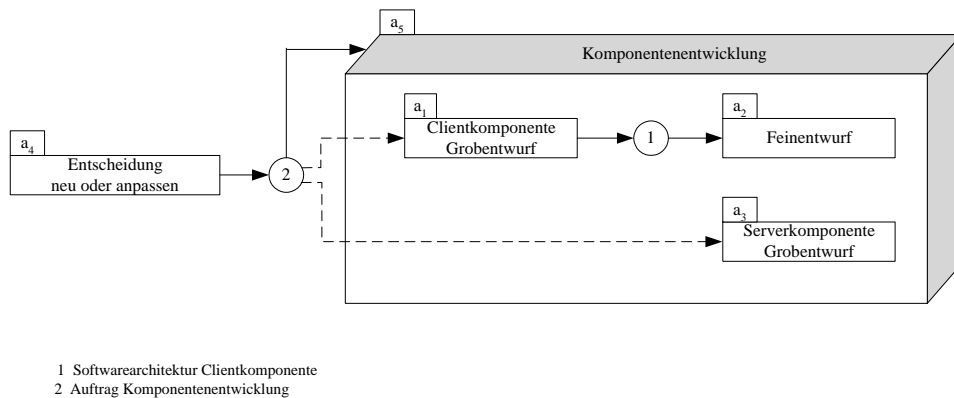 a5
Komponentenentwicklung
a1
Clientkomponente
Grobentwurf
1
a2
Feinentwurf
a4
Entscheidung
neu oder anpassen
2
a3
Serverkomponente
Grobentwurf
1 Softwarearchitektur Clientkomponente
2 Auftrag Komponentenentwicklung